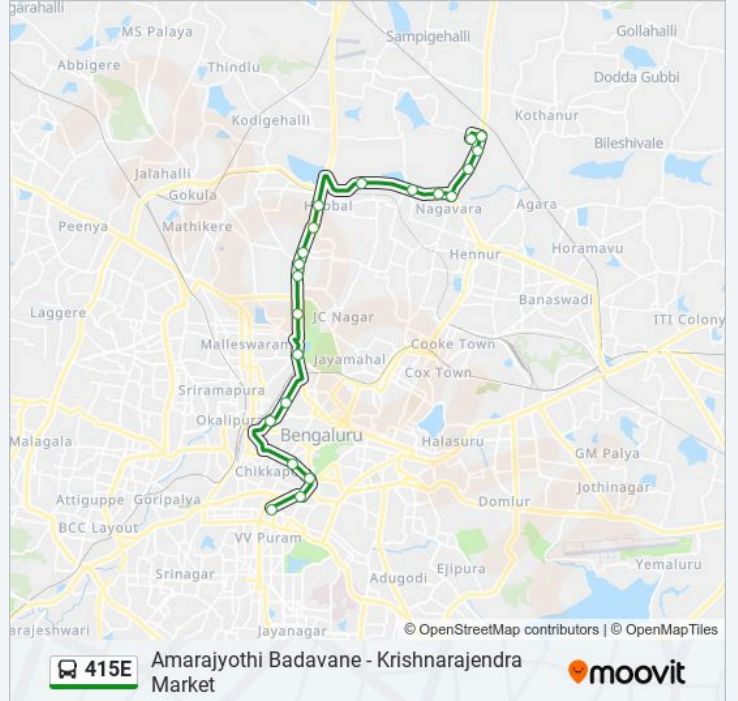 garahalli
MS Palaya
Sampigehalli
Gollahalli
Abbigere
Thindlu
Dodda Gubbi
Kodigehalli
Kothanur
Bileshivale
Jalahalli
Gokula
Hebbal
Nagavara
Agara
Peenya
Mathikere
Hennur
Horamavu
Banaswadi
Laggere
JC Nagar
ITI Colony
Malleswaram
Jayamahal
Cooke Town
Cox Town
Sriramapura
Okalipur
Malagala
Bengaluru
Halasuru
GM Palya
Chikkap
Jothinagar
Attiguppe
Goripalya
Domlur
BCC Layout
VV Puram
Srinagar
Adugodi
Ejipura
Yemaluru
arajeshwari
Jayanagar
© OpenStreetMap contributors | © OpenMapTiles
415E
Amarajyothi Badavane - Krishnarajendra
Market
moovit